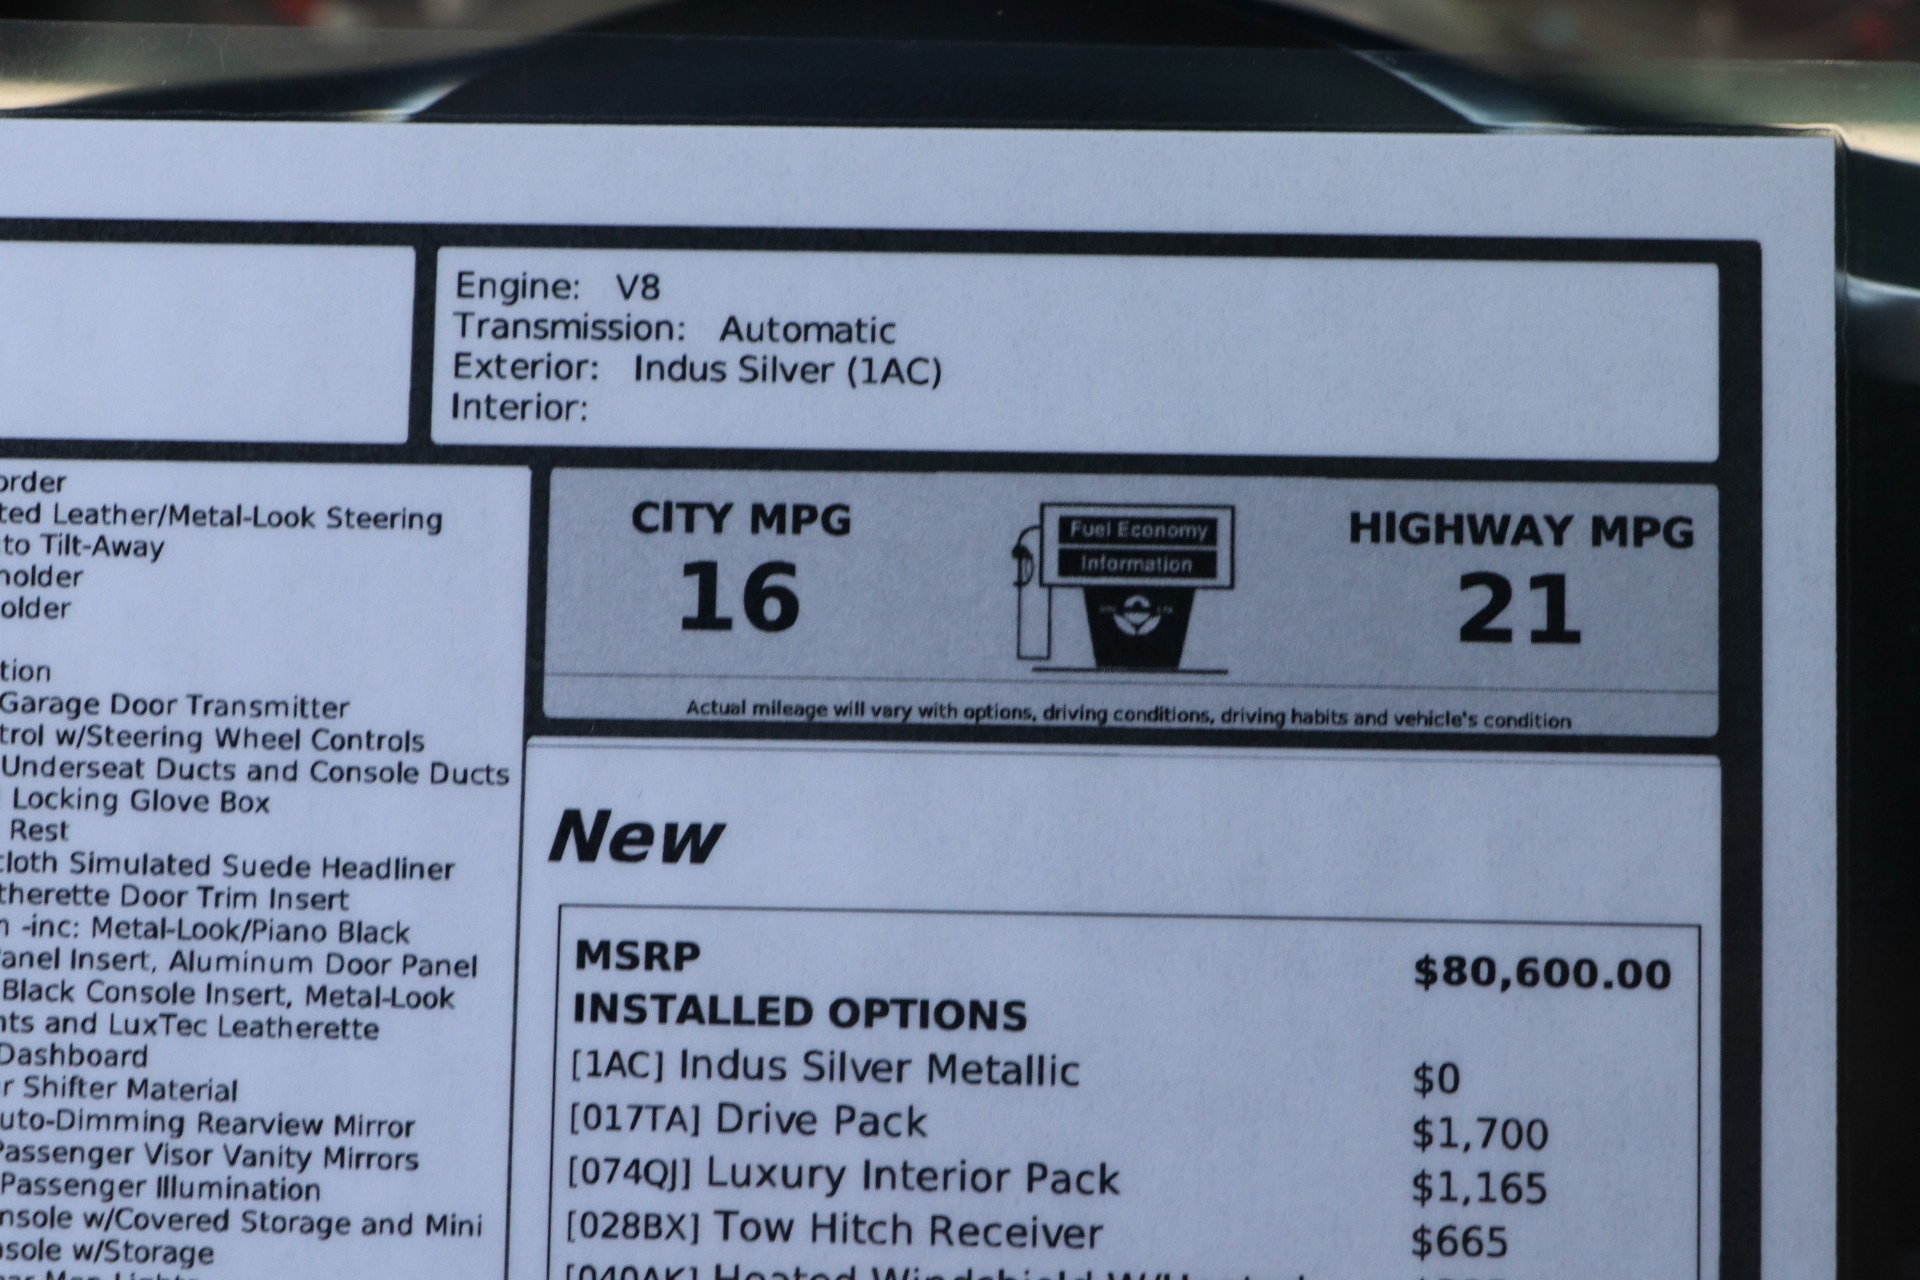 Engine: V8
Transmission: Automatic
Exterior: Indus Silver (1AC)
Interior:
CITY MPG
16
Fuel Economy
Information
HIGHWAY MPG
21
Actual mileage will vary with options, driving conditions, driving habits and vehicle's condition
order
ted Leather/Metal-Look Steering
to Tilt-Away
holder
older
tion
Garage Door Transmitter
trol w/Steering Wheel Controls
Underseat Ducts and Console Ducts
Locking Glove Box
Rest
cloth Simulated Suede Headliner
therette Door Trim Insert
-inc: Metal-Look/Piano Black
anel Insert, Aluminum Door Panel
Black Console Insert, Metal-Look
nts and LuxTec Leatherette
Dashboard
r Shifter Material
uto-Dimming Rearview Mirror
Passenger Visor Vanity Mirrors
Passenger Illumination
nsole w/Covered Storage and Mini
nsole w/Storage
New
MSRP $80,600.00
INSTALLED OPTIONS
[1AC] Indus Silver Metallic $0
[017TA] Drive Pack $1,700
[074QJ] Luxury Interior Pack $1,165
[028BX] Tow Hitch Receiver $665
[040AK] Heated Windshield